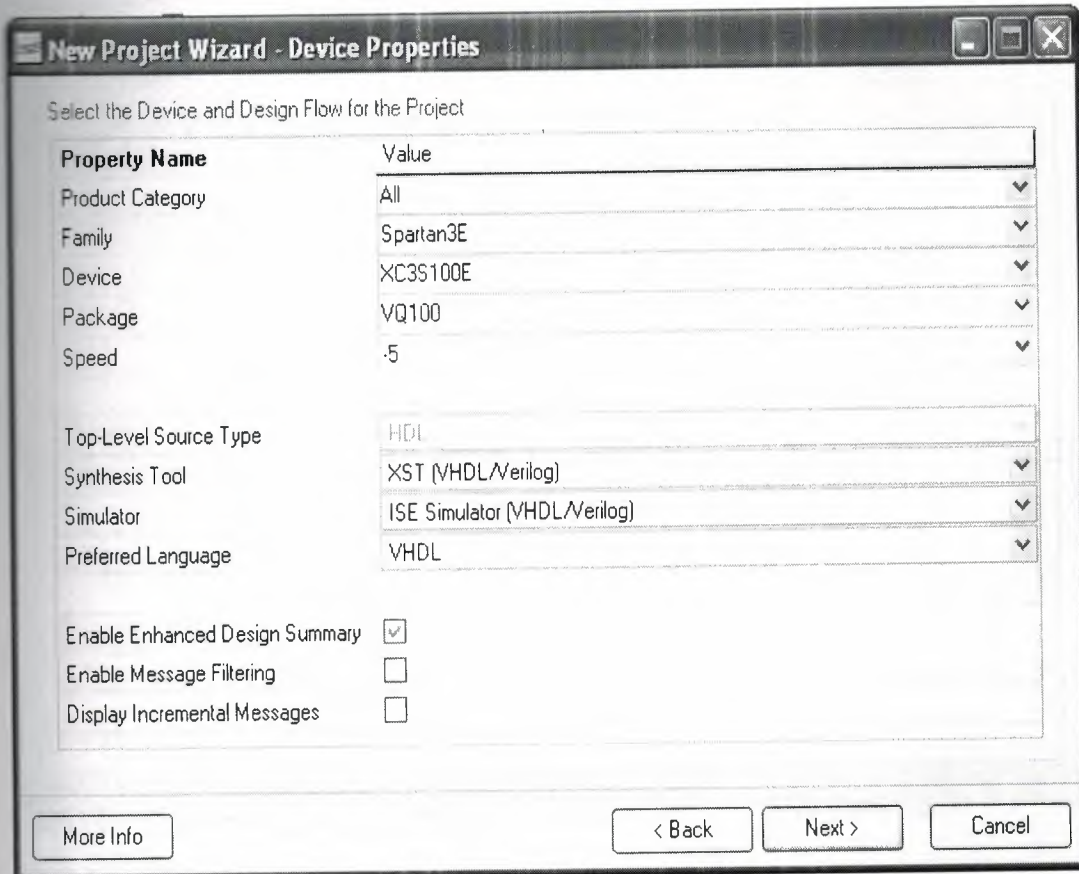 New Project Wizard - Device Properties
Select the Device and Design Flow for the Project
Property Name Value
Product Category All
Family Spartan3E
Device XC3S100E
Package VQ100
Speed -5
Top-Level Source Type HDL
Synthesis Tool XST (VHDL/Verilog)
Simulator ISE Simulator (VHDL/Verilog)
Preferred Language VHDL
Enable Enhanced Design Summary
Enable Message Filtering
Display Incremental Messages
More Info < Back Next > Cancel